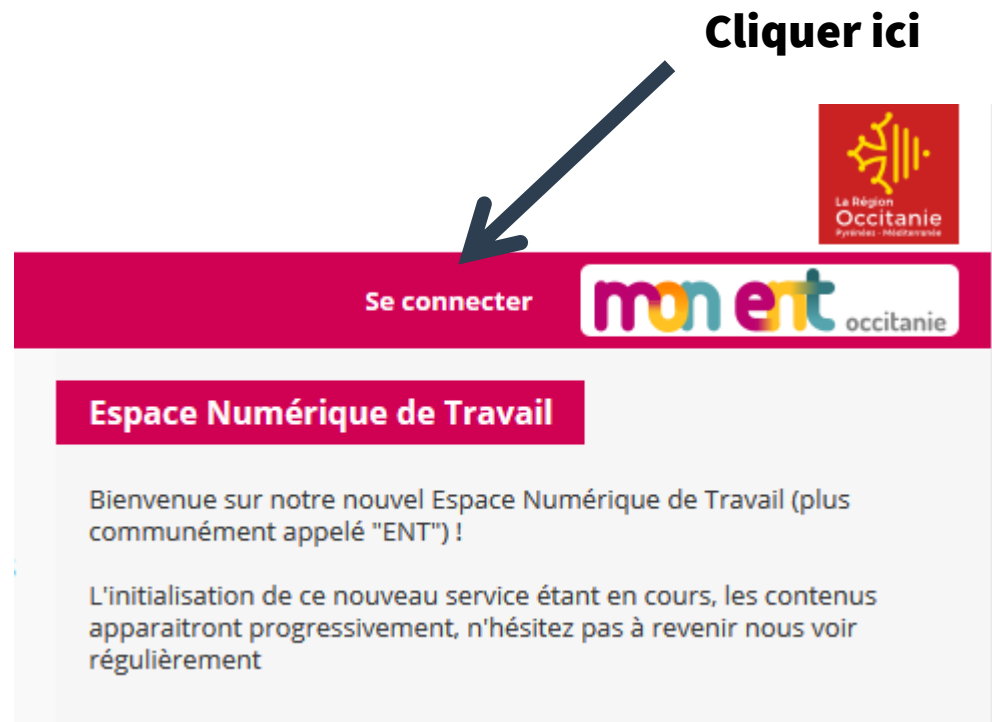 Cliquer ici
La Région
Occitanie
Pyrénées - Méditerranée
Se connecter
mon ent occitanie
Espace Numérique de Travail
Bienvenue sur notre nouvel Espace Numérique de Travail (plus
communément appelé "ENT") !
L'initialisation de ce nouveau service étant en cours, les contenus
apparaitront progressivement, n'hésitez pas à revenir nous voir
régulièrement